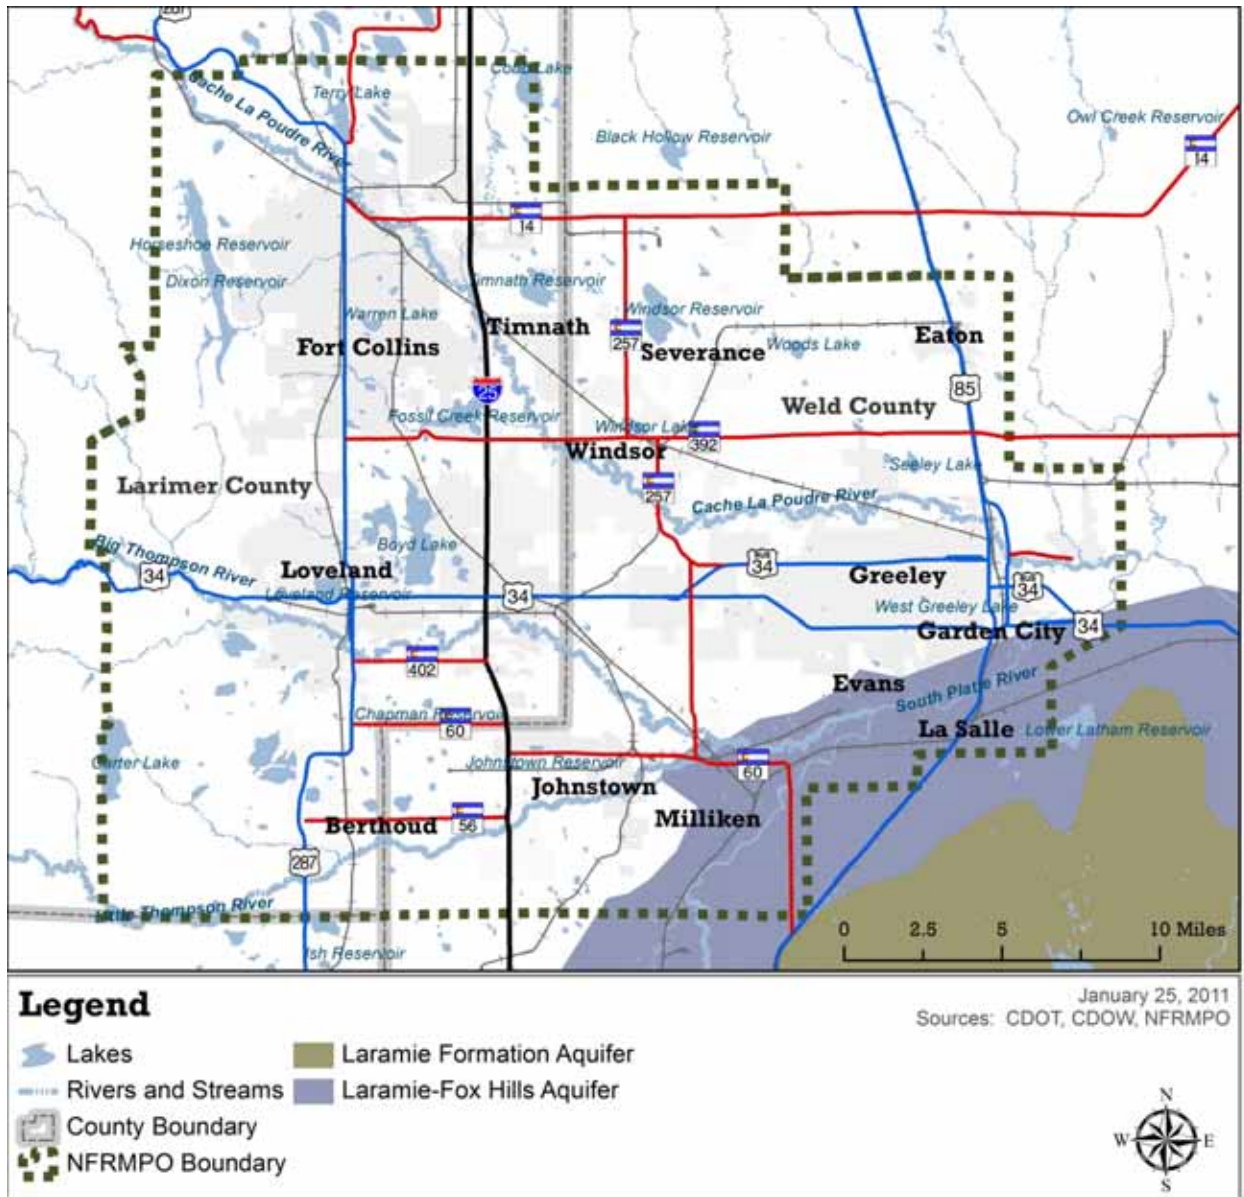 287
Cobb Lake
Terry Lake
Cache La Poudre River
Owl Creek Reservoir
Black Hollow Reservoir
14
14
Horseshoe Reservoir
Dixon Reservoir
Timnath Reservoir
Windsor Reservoir
Warren Lake
Timnath
257
Eaton
Fort Collins
Severance
Woods Lake
25
85
Weld County
Fossil Creek Reservoir
Windsor Lake
392
Windsor
Seeley Lake
Larimer County
257
Cache La Poudre River
Big Thompson River
Boyd Lake
34
Loveland
BUS
34
Greeley
BUS
34
Loveland Reservoir
34
West Greeley Lake
Garden City
34
402
Evans
South Platte River
Chapman Reservoir
60
La Salle
Lower Latham Reservoir
Carter Lake
Johnstown Reservoir
60
Johnstown
Berthoud
56
Milliken
287
Little Thompson River
Ish Reservoir
0 2.5 5 10 Miles
Legend
January 25, 2011
Sources: CDOT, CDOW, NFRMPO
Lakes
Laramie Formation Aquifer
Rivers and Streams
Laramie-Fox Hills Aquifer
County Boundary
NFRMPO Boundary
N
W E
S